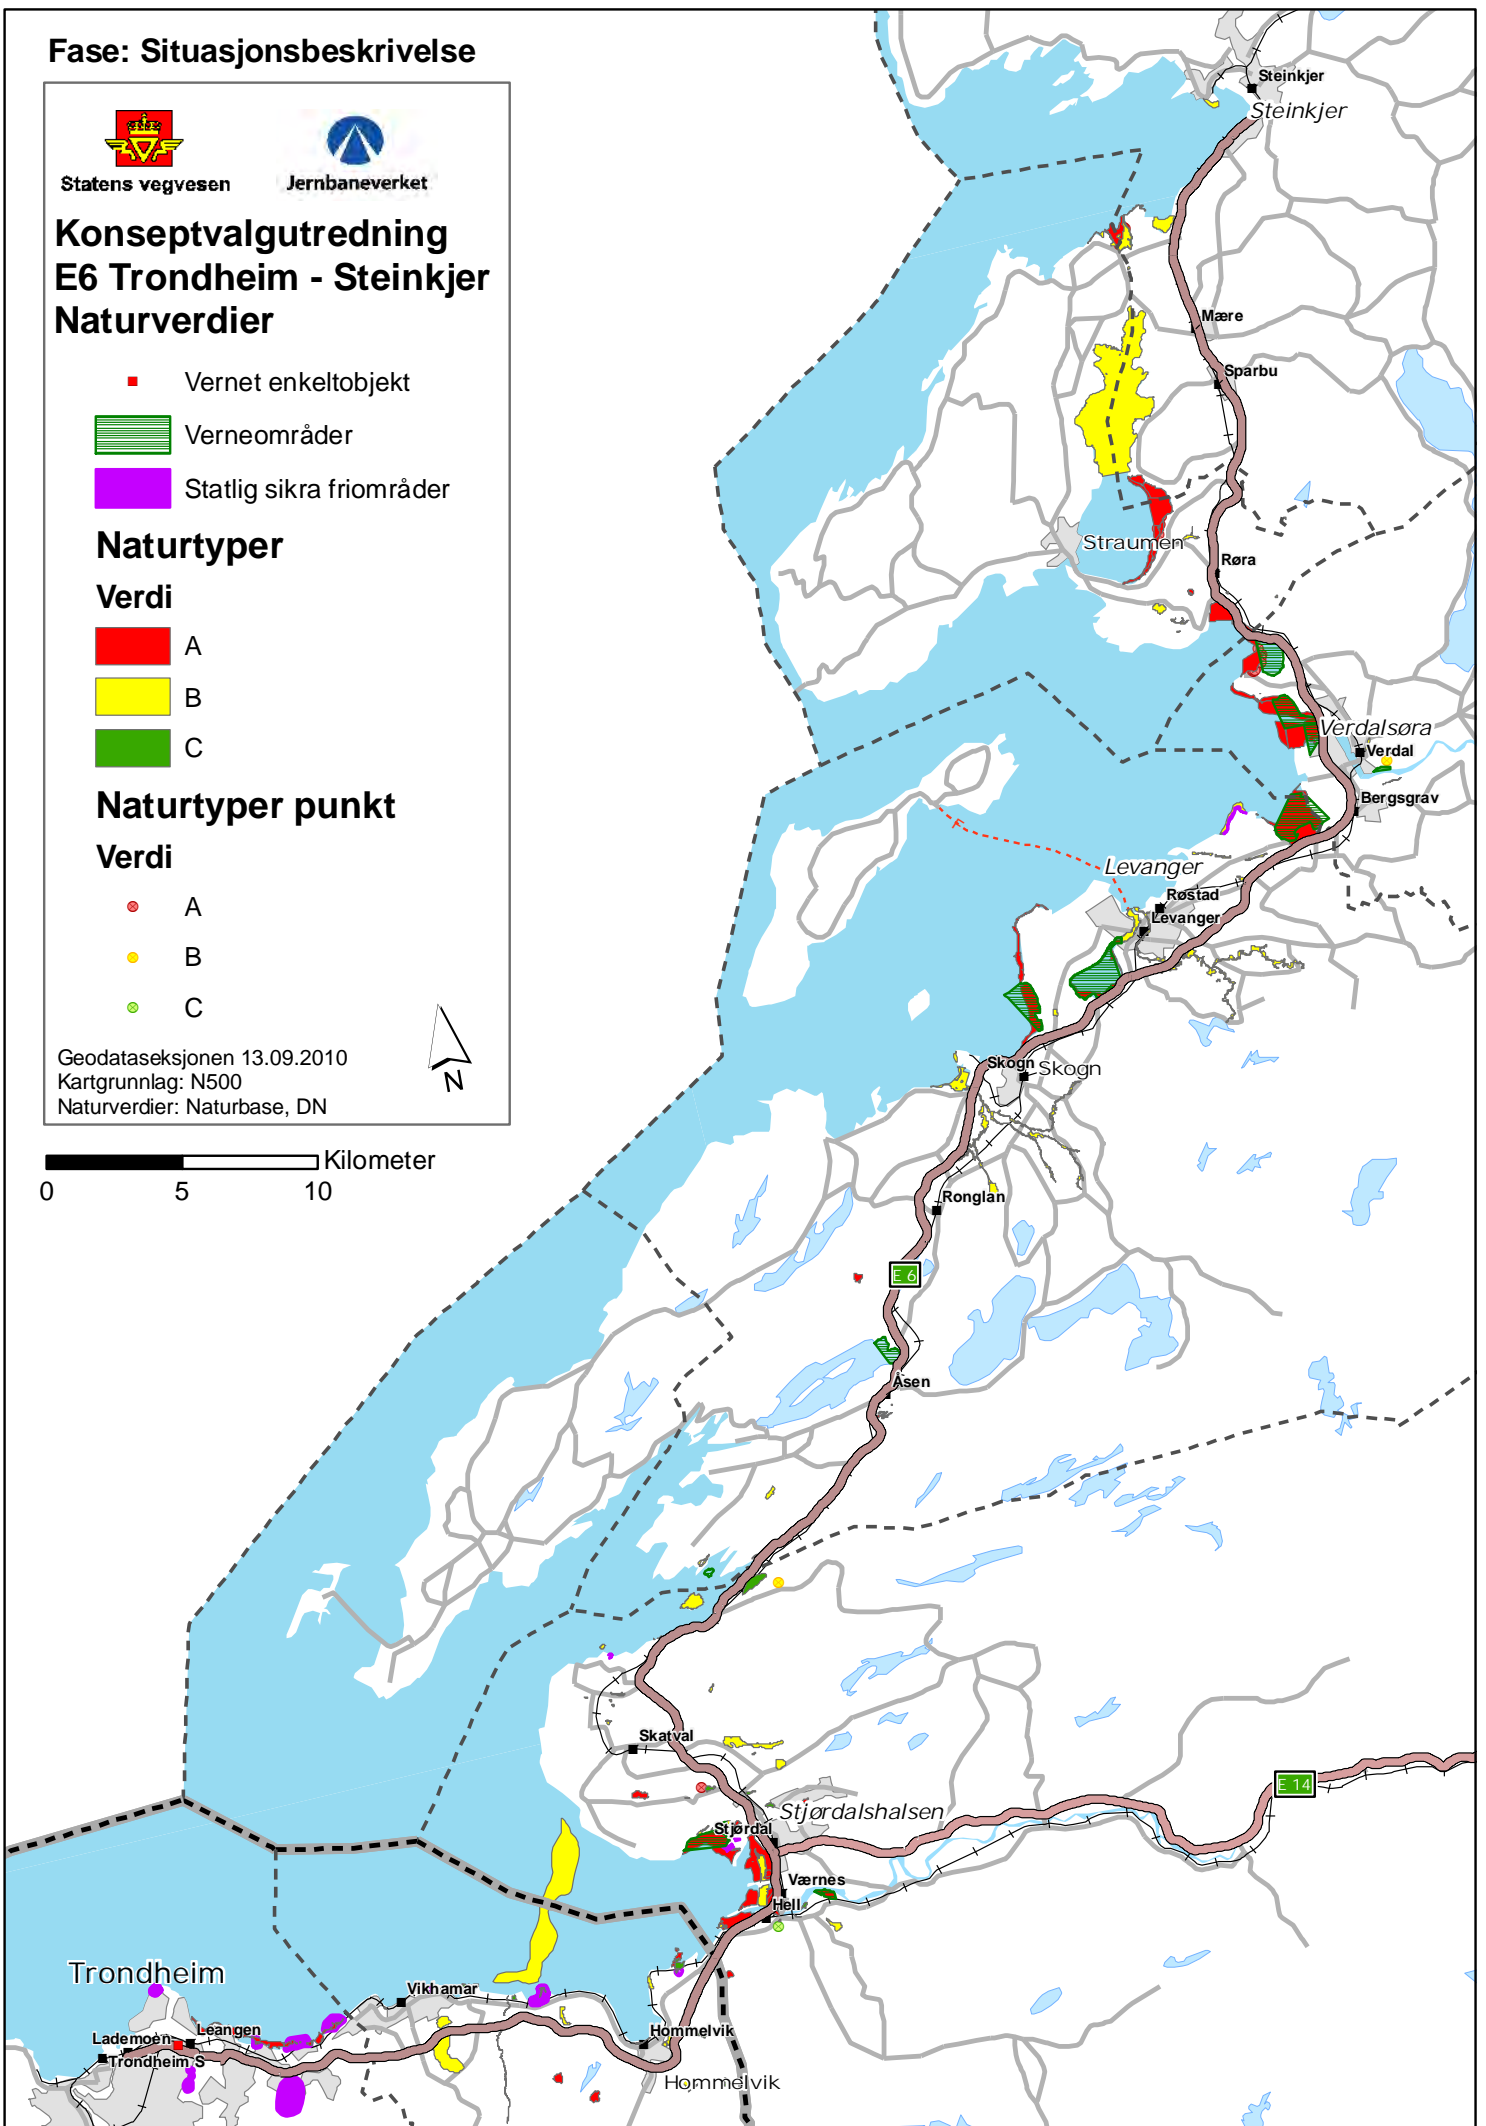 Fase: Situasjonsbeskrivelse
Statens vegvesen
Jernbaneverket
Konseptvalgutredning
E6 Trondheim - Steinkjer
Naturverdier
Vernet enkeltobjekt
Verneområder
Statlig sikra friområder
Naturtyper
Verdi
A
B
C
Naturtyper punkt
Verdi
A
B
C
Geodataseksjonen 13.09.2010
Kartgrunnlag: N500
Naturverdier: Naturbase, DN
N
Kilometer
0 5 10
Steinkjer
Steinkjer
Mære
Sparbu
Straumen
Røra
Verdalsøra
Verdal
Bergsgrav
Levanger
Røstad
Levanger
Skogn
Skogn
Ronglan
E 6
Åsen
Skatval
E 14
Stjørdalshalsen
Stjørdal
Værnes
Hell
Trondheim
Vikhamar
Leangen
Lademoen
Trondheim S
Hommelvik
Hommelvik